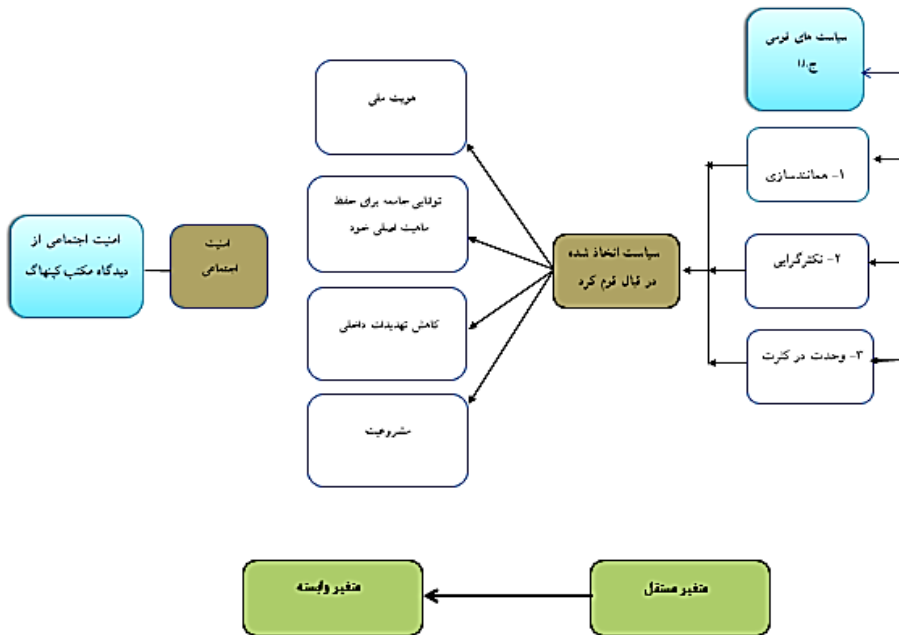 سیاست های قومی
ج.ا.ا
۱- همانندسازی
۲- تکثرگرایی
۳- وحدت در کثرت
سیاست اتخاذ شده
در قبال قوم کرد
هویت ملی
توانایی جامعه برای حفظ
ماهیت اصلی خود
کاهش تهدیدات داخلی
مشروعیت
امنیت
اجتماعی
امنیت اجتماعی از
دیدگاه مکتب کپنهاگ
متغیر مستقل
متغیر وابسته